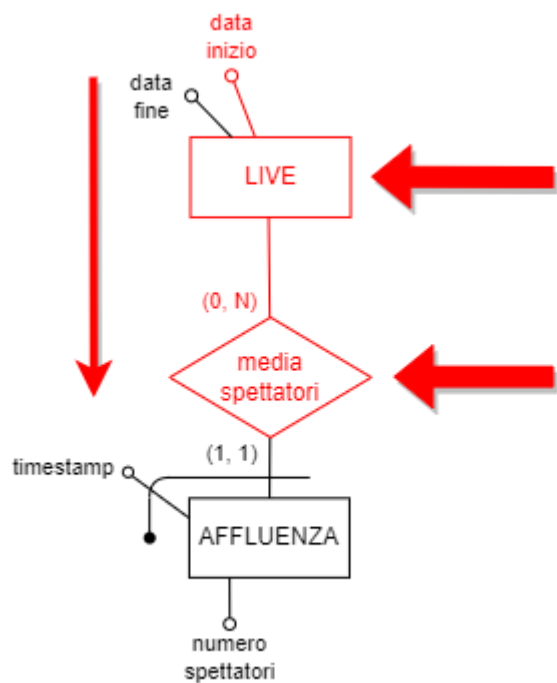 data
inizio
data
fine
LIVE
(0, N)
media
spettatori
(1, 1)
timestamp
AFFLUENZA
numero
spettatori